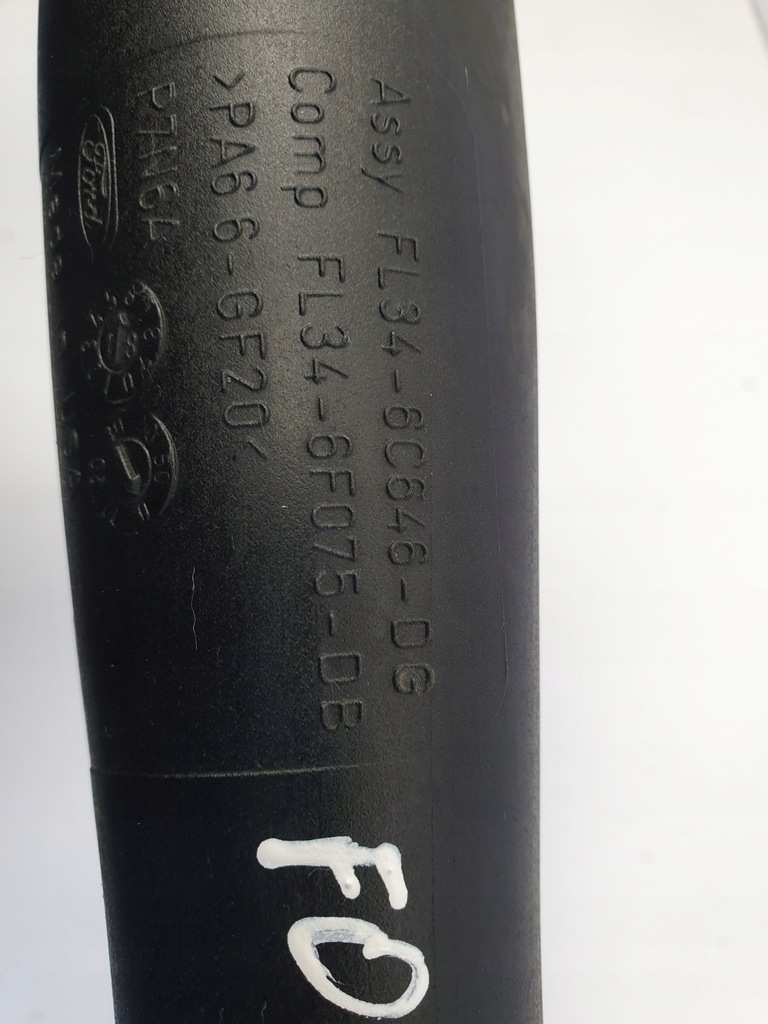 Assy FL34-6C646-DG
Comp FL34-6F075-DB
>PA66-GF20<
Ford
FO